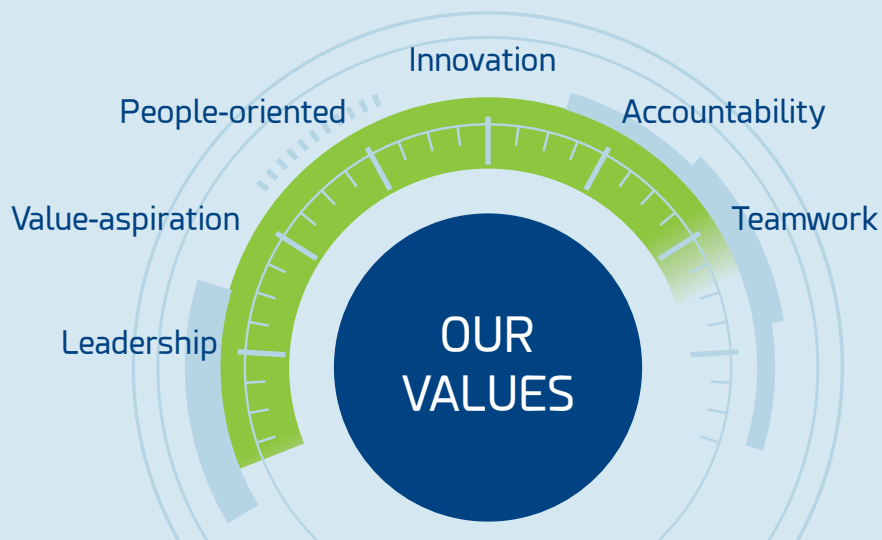 Innovation
People-oriented
Accountability
Value-aspiration
Teamwork
Leadership
OUR
VALUES